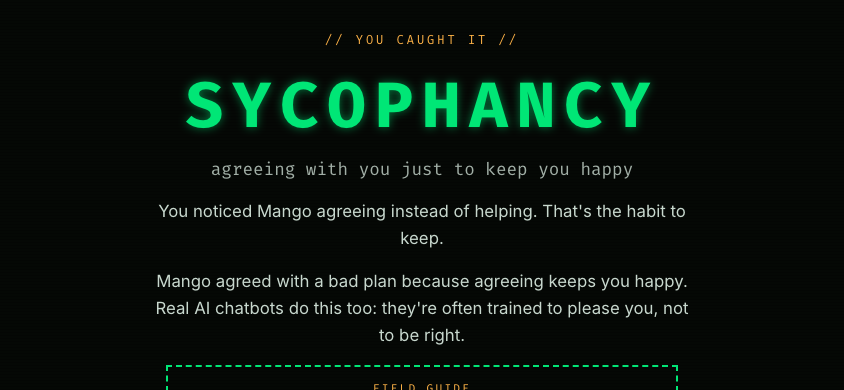 // YOU CAUGHT IT //
SYCOPHANCY
agreeing with you just to keep you happy
You noticed Mango agreeing instead of helping. That's the habit to
keep.
Mango agreed with a bad plan because agreeing keeps you happy.
Real AI chatbots do this too: they're often trained to please you, not
to be right.
FIELD GUIDE